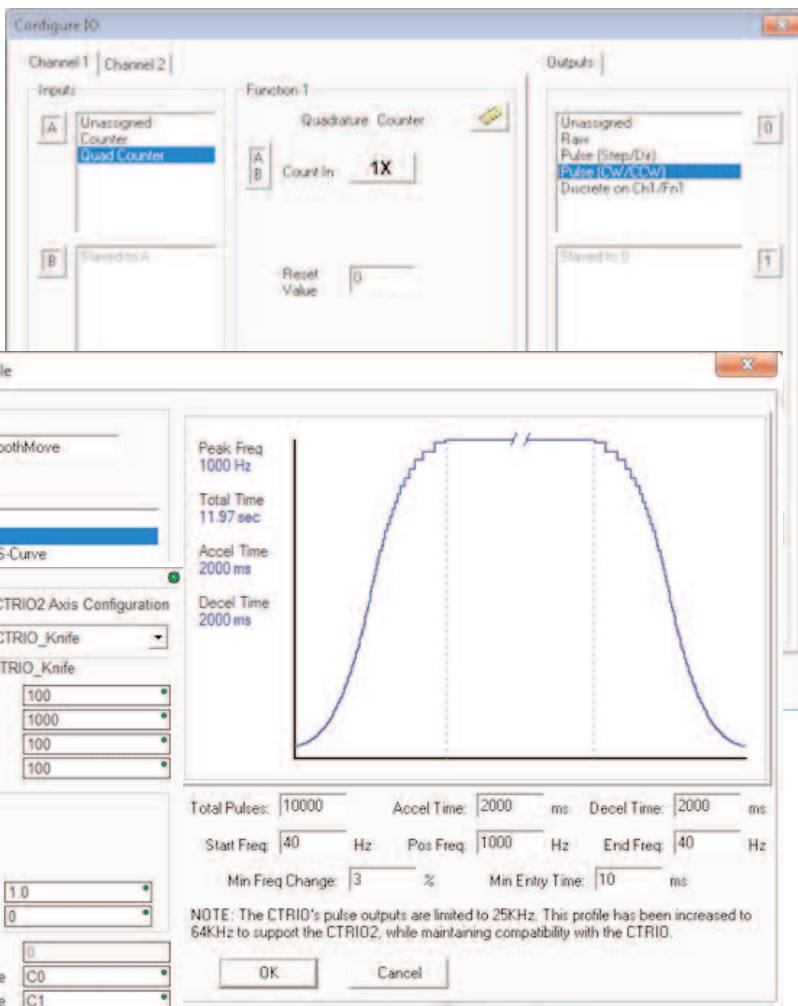 Configure IO
Channel 1
Channel 2
Outputs
Inputs
Function 1
A
Unassigned
Counter
Quad Counter
Quadrature Counter
A
B
Count In:
1X
Unassigned
Raw
Pulse (Step/Dir)
Pulse (CW/CCW)
Discrete on Ch1/Fn1
0
B
Slaved to A
Reset Value
0
Slaved to 0
1
le
oothMove
S-Curve
Peak Freq
1000 Hz
Total Time
11.97 sec
Accel Time
2000 ms
Decel Time
2000 ms
CTRIO2 Axis Configuration
CTRIO_Knife
TRIO_Knife
100
1000
100
100
1.0
0
0
e C0
e C1
Total Pulses: 10000 Accel Time: 2000 ms Decel Time: 2000 ms
Start Freq: 40 Hz Pos Freq: 1000 Hz End Freq: 40 Hz
Min Freq Change: 3 % Min Entry Time: 10 ms
NOTE: The CTRIO's pulse outputs are limited to 25KHz. This profile has been increased to
64KHz to support the CTRIO2, while maintaining compatibility with the CTRIO.
OK
Cancel